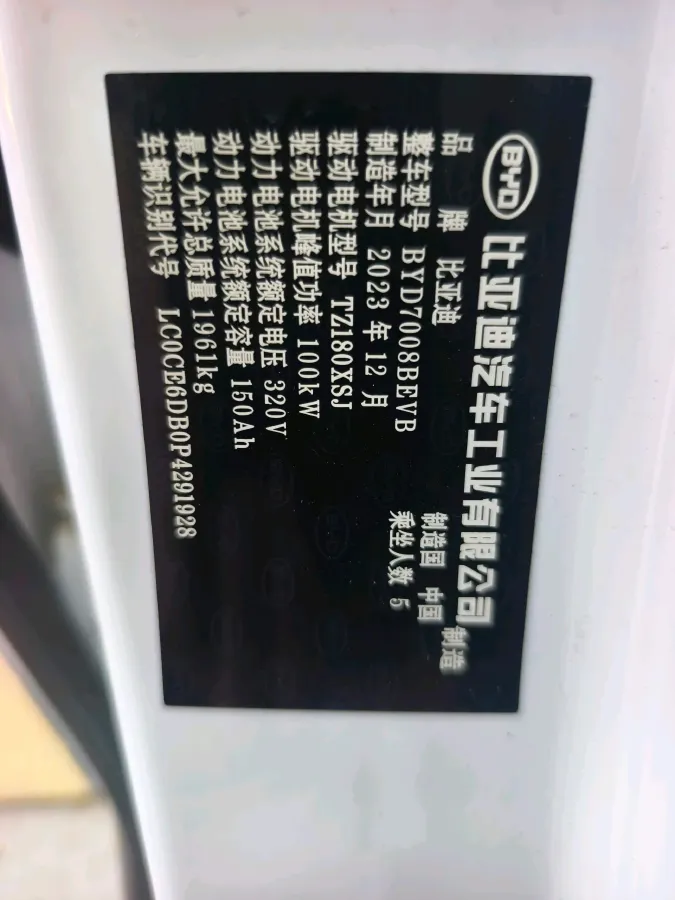 BYD 比亚迪汽车工业有限公司 制造
品 牌 比亚迪 制造国 中国
整车型号 BYD7008BEVB 乘坐人数 5
制造年月 2023 年 12 月
驱动电机型号 TZ180XSJ
驱动电机峰值功率 100kW
动力电池系统额定电压 320V
动力电池系统额定容量 150Ah
最大允许总质量 1961kg
车辆识别代号 LC0CE6DB0P4291928